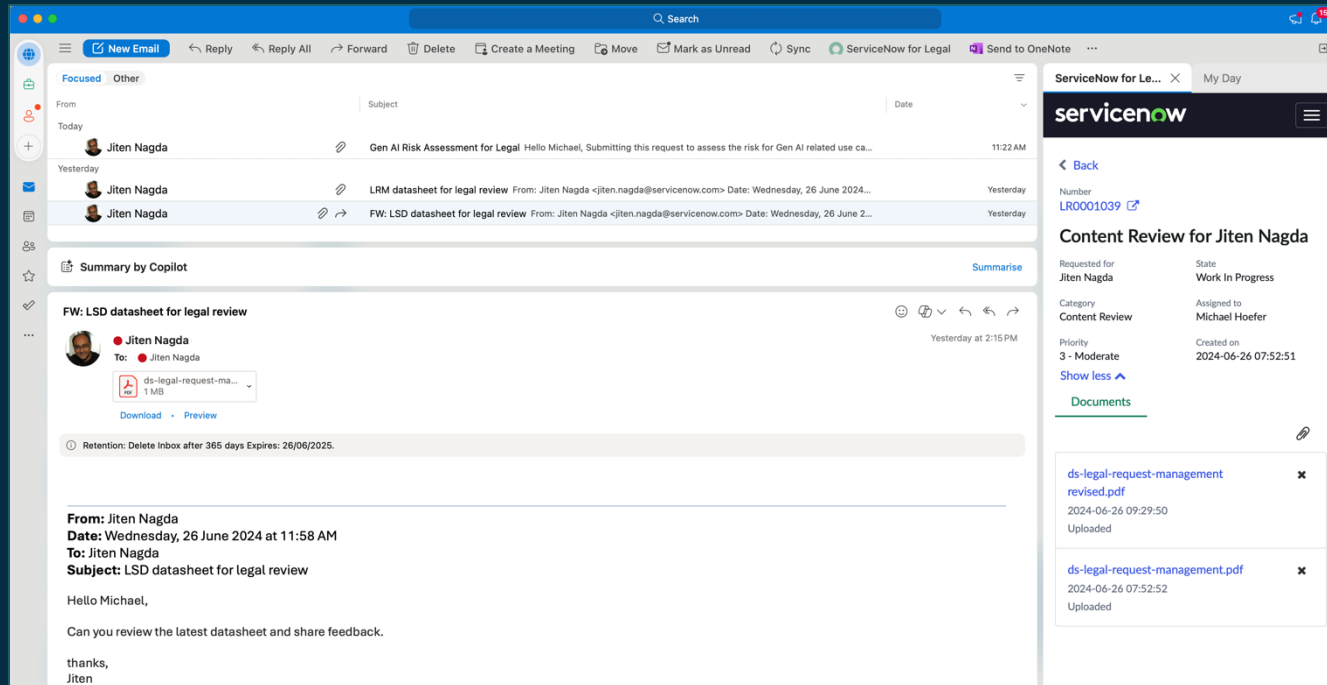 Search
15
New Email Reply Reply All Forward Delete Create a Meeting Move Mark as Unread Sync ServiceNow for Legal Send to OneNote ...
Focused Other
From Subject Date
Today
Jiten Nagda Gen AI Risk Assessment for Legal Hello Michael, Submitting this request to assess the risk for Gen AI related use ca... 11:22 AM
Yesterday
Jiten Nagda LRM datasheet for legal review From: Jiten Nagda <jiten.nagda@servicenow.com> Date: Wednesday, 26 June 2024... Yesterday
Jiten Nagda FW: LSD datasheet for legal review From: Jiten Nagda <jiten.nagda@servicenow.com> Date: Wednesday, 26 June 2... Yesterday
Summary by Copilot Summarise
FW: LSD datasheet for legal review
Jiten Nagda Yesterday at 2:15 PM
To: Jiten Nagda
ds-legal-request-ma...
PDF 1 MB
Download • Preview
Retention: Delete Inbox after 365 days Expires: 26/06/2025.
From: Jiten Nagda
Date: Wednesday, 26 June 2024 at 11:58 AM
To: Jiten Nagda
Subject: LSD datasheet for legal review
Hello Michael,
Can you review the latest datasheet and share feedback.
thanks,
Jiten
ServiceNow for Le... My Day
servicenow
Back
Number
LR0001039
Content Review for Jiten Nagda
Requested for State
Jiten Nagda Work In Progress
Category Assigned to
Content Review Michael Hoefer
Priority Created on
3 - Moderate 2024-06-26 07:52:51
Show less
Documents
ds-legal-request-management
revised.pdf
2024-06-26 09:29:50
Uploaded
ds-legal-request-management.pdf
2024-06-26 07:52:52
Uploaded